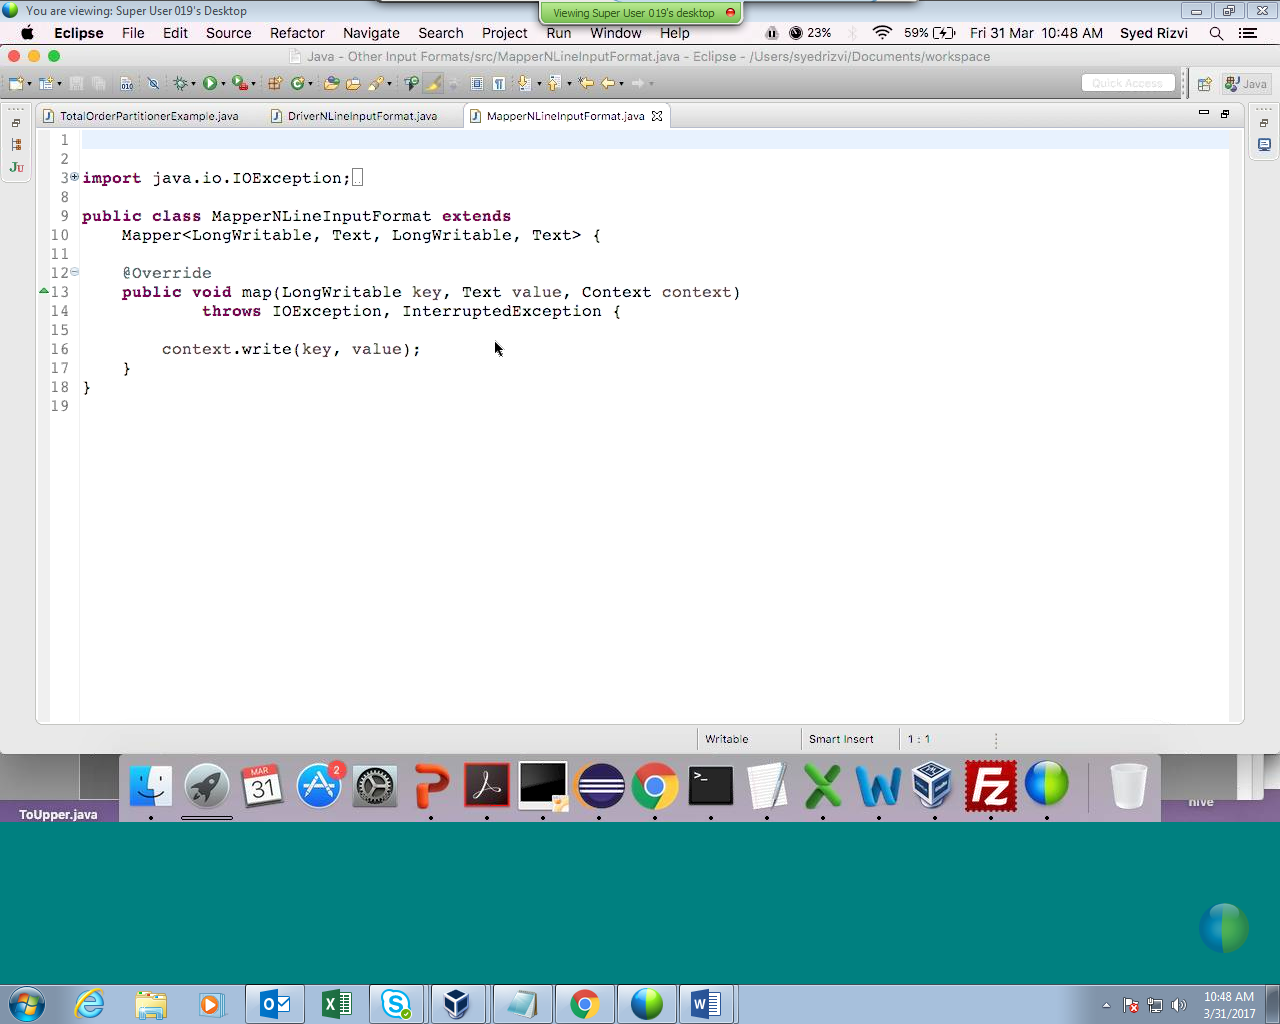 You are viewing: Super User 019's Desktop
Viewing Super User 019's desktop
Eclipse File Edit Source Refactor Navigate Search Project Run Window Help 23% 59% Fri 31 Mar 10:48 AM Syed Rizvi
Java - Other Input Formats/src/MapperNLineInputFormat.java - Eclipse - /Users/syedrizvi/Documents/workspace
Quick Access Java
TotalOrderPartitionerExample.java DriverNLineInputFormat.java MapperNLineInputFormat.java
1
2
3 import java.io.IOException;
8
9 public class MapperNLineInputFormat extends
10 Mapper<LongWritable, Text, LongWritable, Text> {
11
12 @Override
13 public void map(LongWritable key, Text value, Context context)
14 throws IOException, InterruptedException {
15
16 context.write(key, value);
17 }
18 }
19
Writable Smart Insert 1 : 1
MAR
31
2
ToUpper.java
hive
10:48 AM
3/31/2017